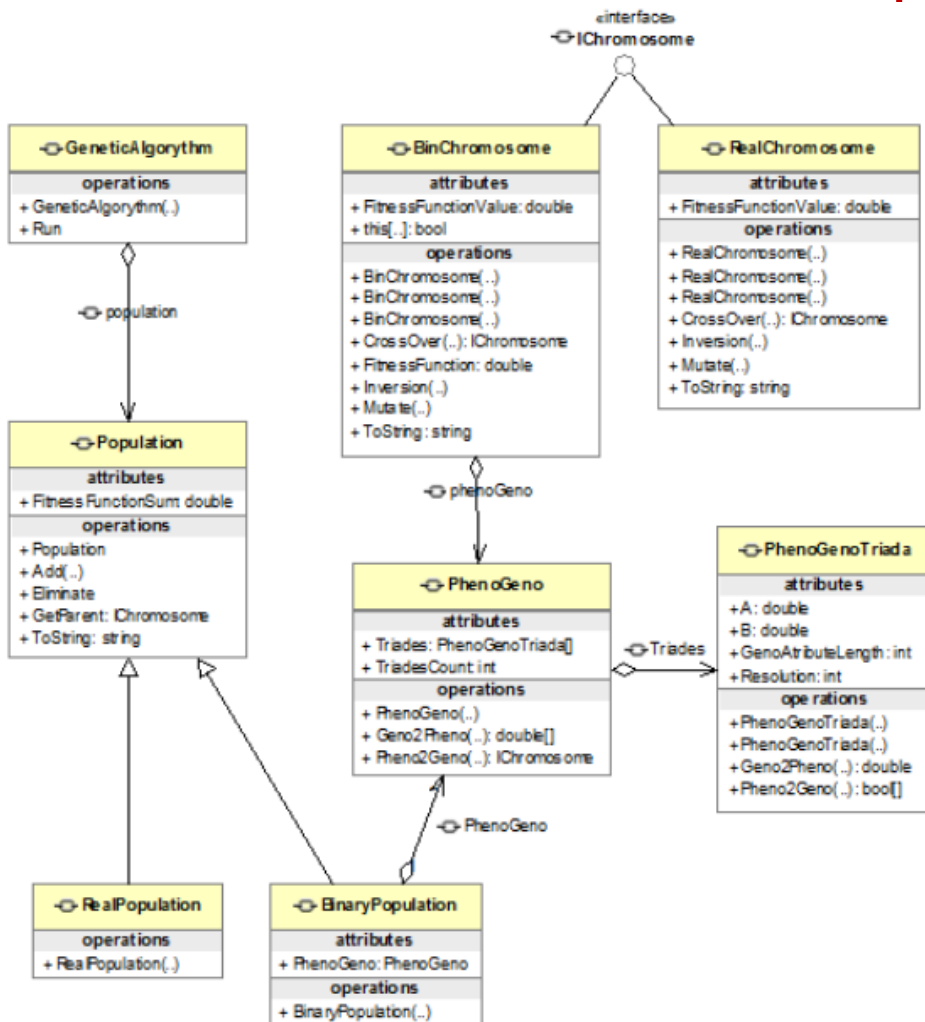 «interface»
IChromosome
GeneticAlgorythm
operations
+ GeneticAlgorythm(..)
+ Run
population
BinChromosome
attributes
+ FitnessFunctionValue: double
+ this[..]: bool
operations
+ BinChromosome(..)
+ BinChromosome(..)
+ BinChromosome(..)
+ CrossOver(..): IChromosome
+ FitnessFunction: double
+ Inversion(..)
+ Mutate(..)
+ ToString: string
RealChromosome
attributes
+ FitnessFunctionValue: double
operations
+ RealChromosome(..)
+ RealChromosome(..)
+ RealChromosome(..)
+ CrossOver(..): IChromosome
+ Inversion(..)
+ Mutate(..)
+ ToString: string
Population
attributes
+ FitnessFunctionSum: double
operations
+ Population
+ Add(..)
+ Eliminate
+ GetParent: IChromosome
+ ToString: string
phenoGeno
PhenoGeno
attributes
+ Triades: PhenoGenoTriada[]
+ TriadesCount: int
operations
+ PhenoGeno(..)
+ Geno2Pheno(..): double[]
+ Pheno2Geno(..): IChromosome
Triades
PhenoGenoTriada
attributes
+ A: double
+ B: double
+ GenoAtributeLength: int
+ Resolution: int
operations
+ PhenoGenoTriada(..)
+ PhenoGenoTriada(..)
+ Geno2Pheno(..): double
+ Pheno2Geno(..): bool[]
PhenoGeno
RealPopulation
operations
+ RealPopulation(..)
BinaryPopulation
attributes
+ PhenoGeno: PhenoGeno
operations
+ BinaryPopulation(..)